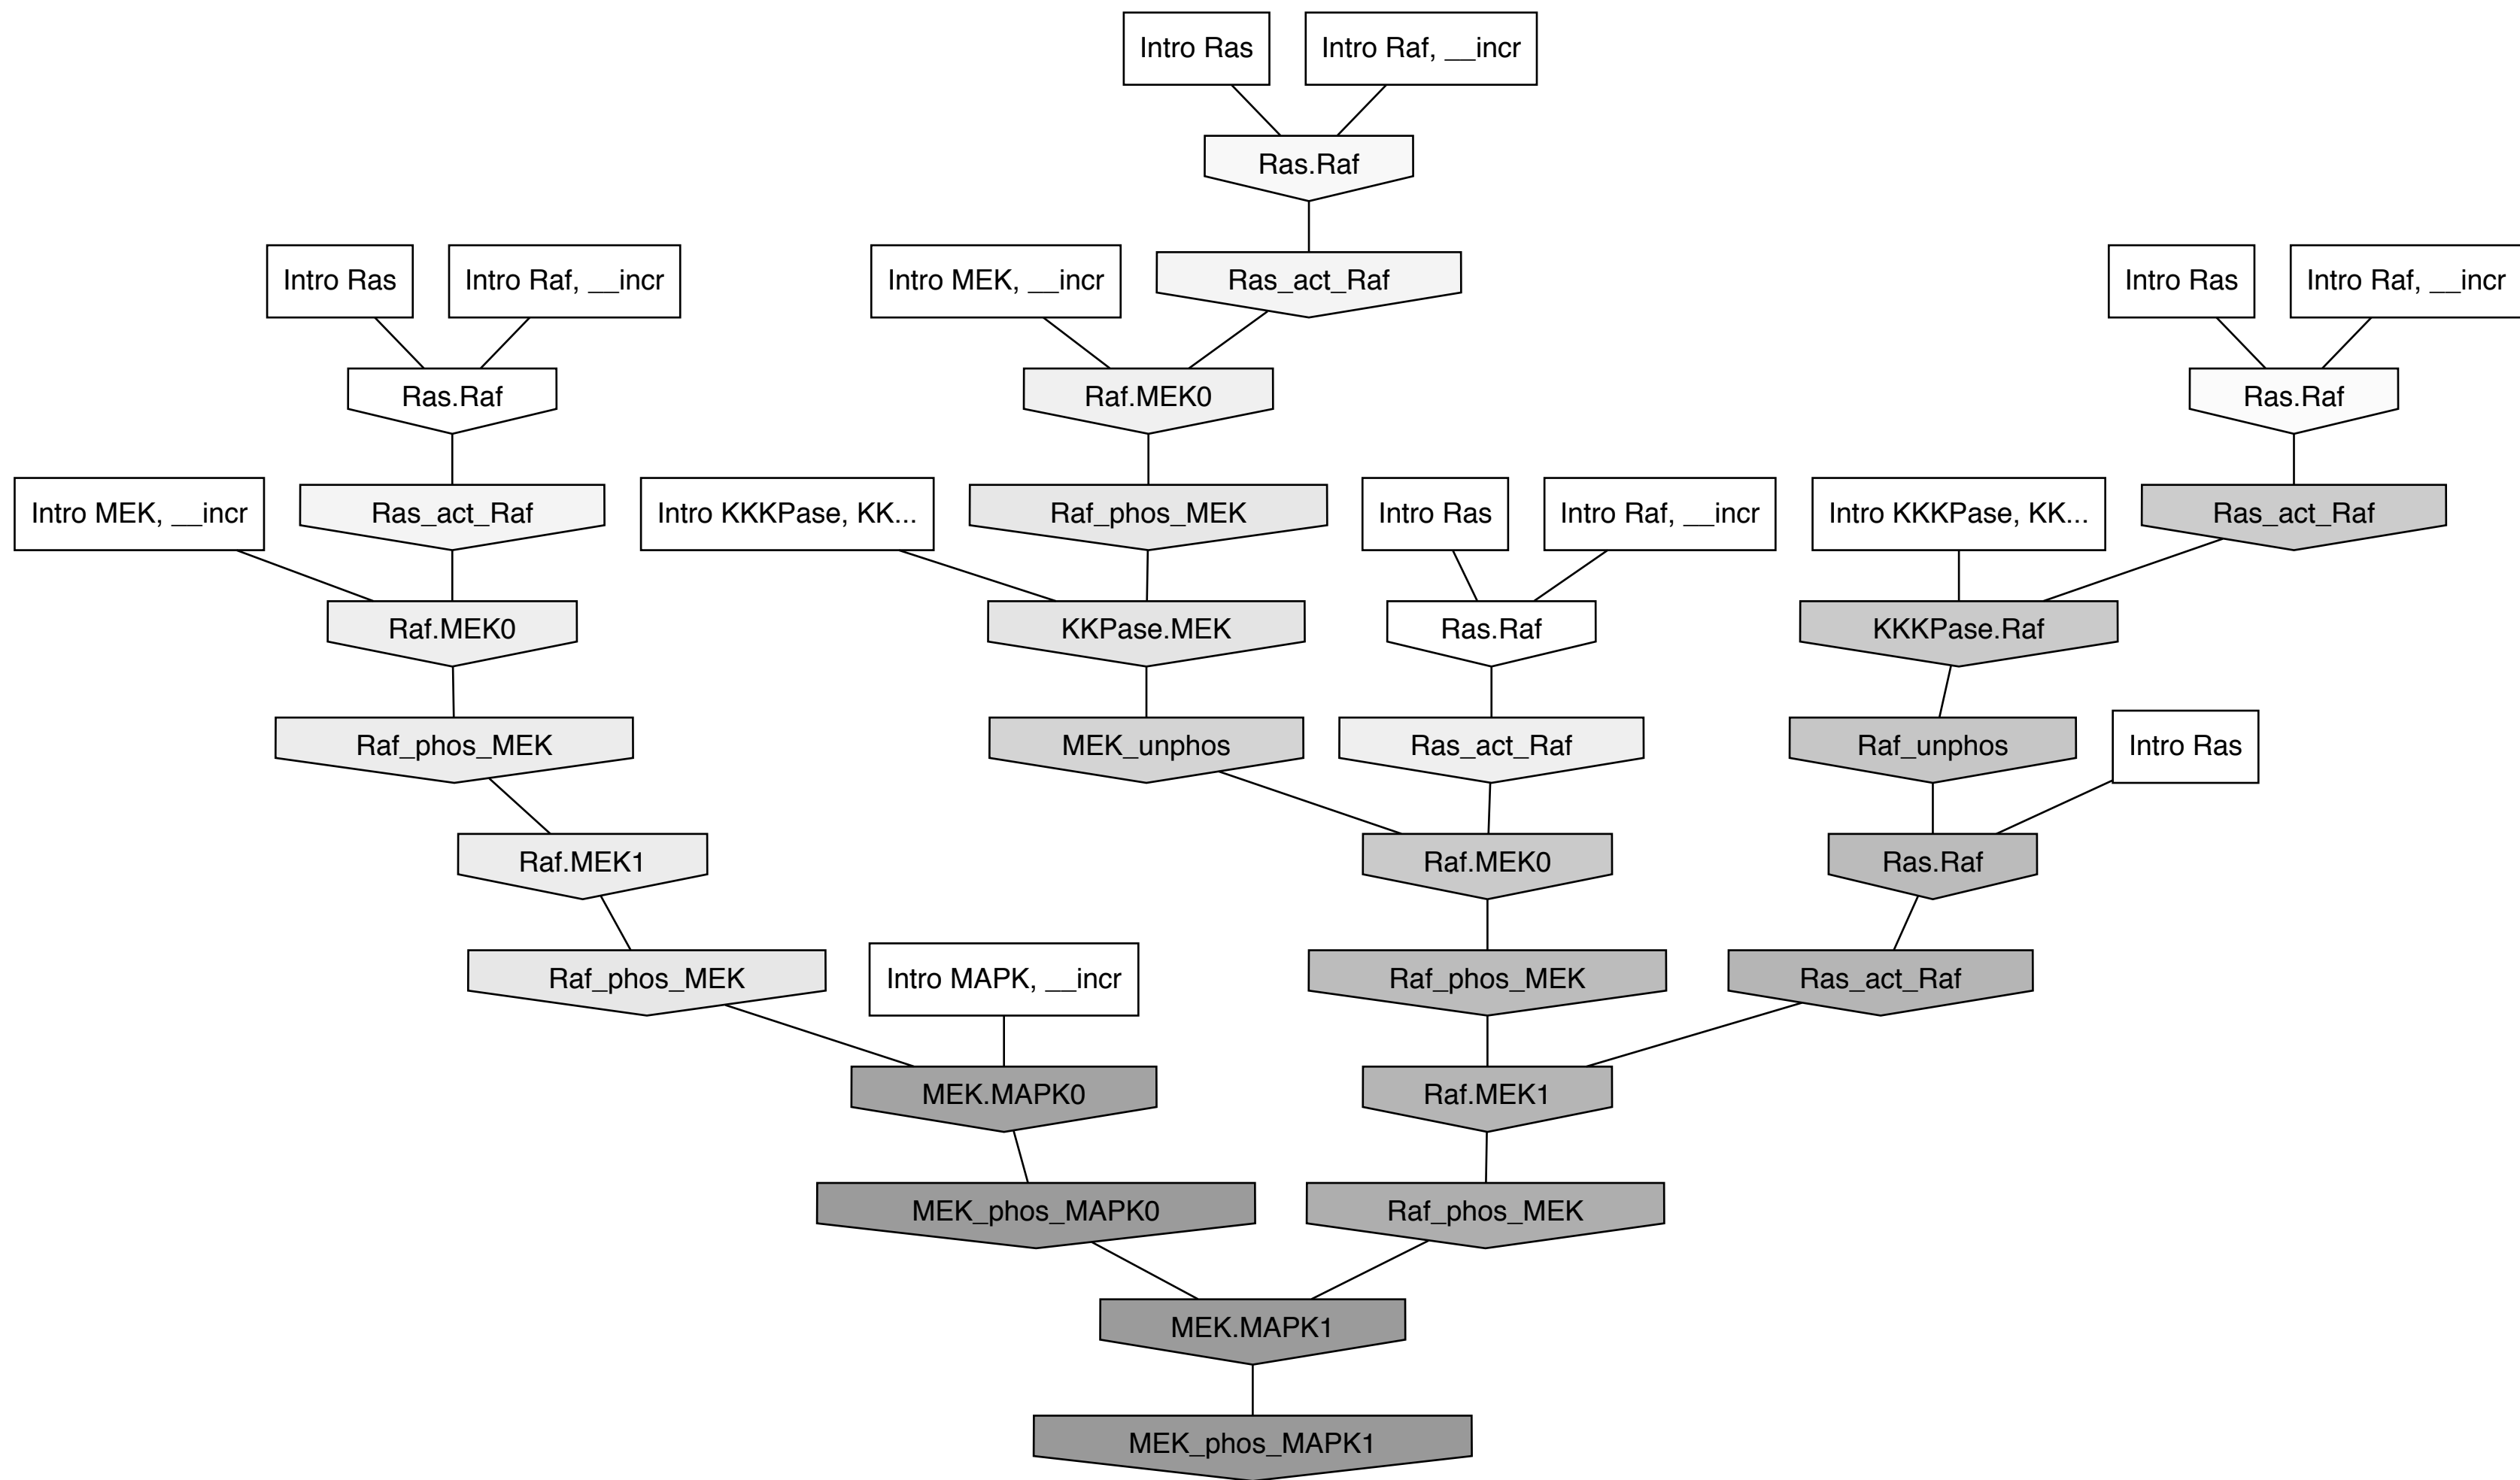 Intro Ras
Intro Raf, __incr
Ras.Raf
Intro Ras
Intro Raf, __incr
Intro MEK, __incr
Ras_act_Raf
Intro Ras
Intro Raf, __incr
Ras.Raf
Raf.MEK0
Ras.Raf
Intro MEK, __incr
Ras_act_Raf
Intro KKKPase, KK...
Raf_phos_MEK
Intro Ras
Intro Raf, __incr
Intro KKKPase, KK...
Ras_act_Raf
Raf.MEK0
KKPase.MEK
Ras.Raf
KKKPase.Raf
Raf_phos_MEK
MEK_unphos
Ras_act_Raf
Raf_unphos
Intro Ras
Raf.MEK1
Raf.MEK0
Ras.Raf
Raf_phos_MEK
Intro MAPK, __incr
Raf_phos_MEK
Ras_act_Raf
MEK.MAPK0
Raf.MEK1
MEK_phos_MAPK0
Raf_phos_MEK
MEK.MAPK1
MEK_phos_MAPK1